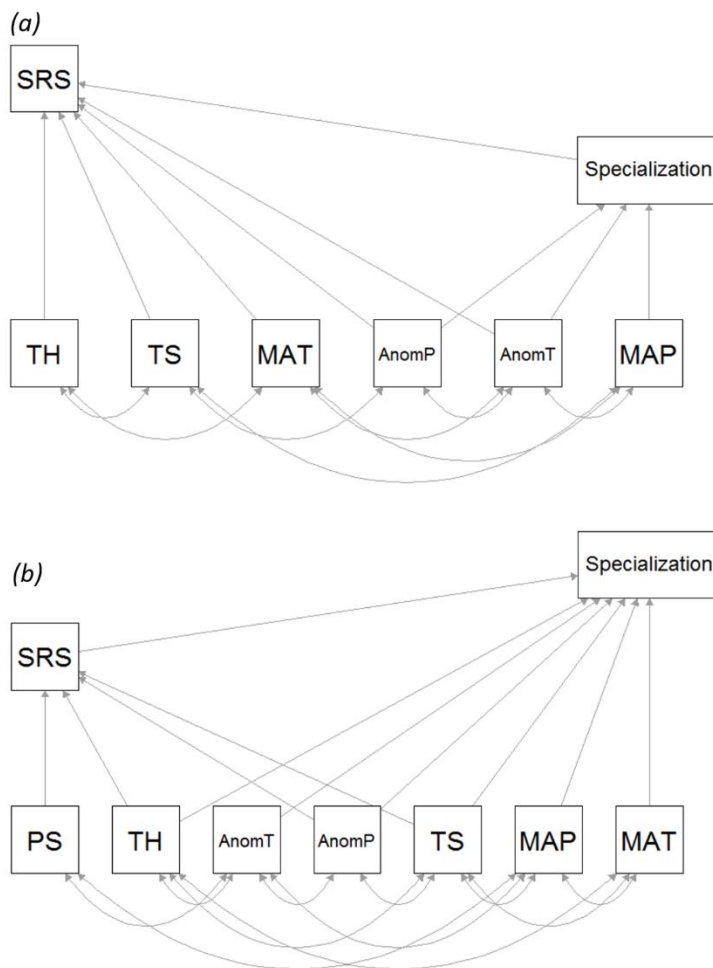 (a)
SRS
Specialization
TH TS MAT AnomP AnomT MAP
(b)
Specialization
SRS
PS TH AnomT AnomP TS MAP MAT